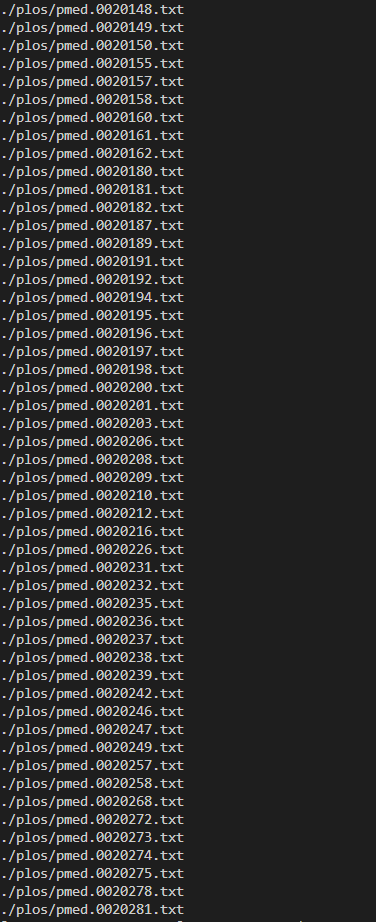 ./plos/pmed.0020148.txt
./plos/pmed.0020149.txt
./plos/pmed.0020150.txt
./plos/pmed.0020155.txt
./plos/pmed.0020157.txt
./plos/pmed.0020158.txt
./plos/pmed.0020160.txt
./plos/pmed.0020161.txt
./plos/pmed.0020162.txt
./plos/pmed.0020180.txt
./plos/pmed.0020181.txt
./plos/pmed.0020182.txt
./plos/pmed.0020187.txt
./plos/pmed.0020189.txt
./plos/pmed.0020191.txt
./plos/pmed.0020192.txt
./plos/pmed.0020194.txt
./plos/pmed.0020195.txt
./plos/pmed.0020196.txt
./plos/pmed.0020197.txt
./plos/pmed.0020198.txt
./plos/pmed.0020200.txt
./plos/pmed.0020201.txt
./plos/pmed.0020203.txt
./plos/pmed.0020206.txt
./plos/pmed.0020208.txt
./plos/pmed.0020209.txt
./plos/pmed.0020210.txt
./plos/pmed.0020212.txt
./plos/pmed.0020216.txt
./plos/pmed.0020226.txt
./plos/pmed.0020231.txt
./plos/pmed.0020232.txt
./plos/pmed.0020235.txt
./plos/pmed.0020236.txt
./plos/pmed.0020237.txt
./plos/pmed.0020238.txt
./plos/pmed.0020239.txt
./plos/pmed.0020242.txt
./plos/pmed.0020246.txt
./plos/pmed.0020247.txt
./plos/pmed.0020249.txt
./plos/pmed.0020257.txt
./plos/pmed.0020258.txt
./plos/pmed.0020268.txt
./plos/pmed.0020272.txt
./plos/pmed.0020273.txt
./plos/pmed.0020274.txt
./plos/pmed.0020275.txt
./plos/pmed.0020278.txt
./plos/pmed.0020281.txt